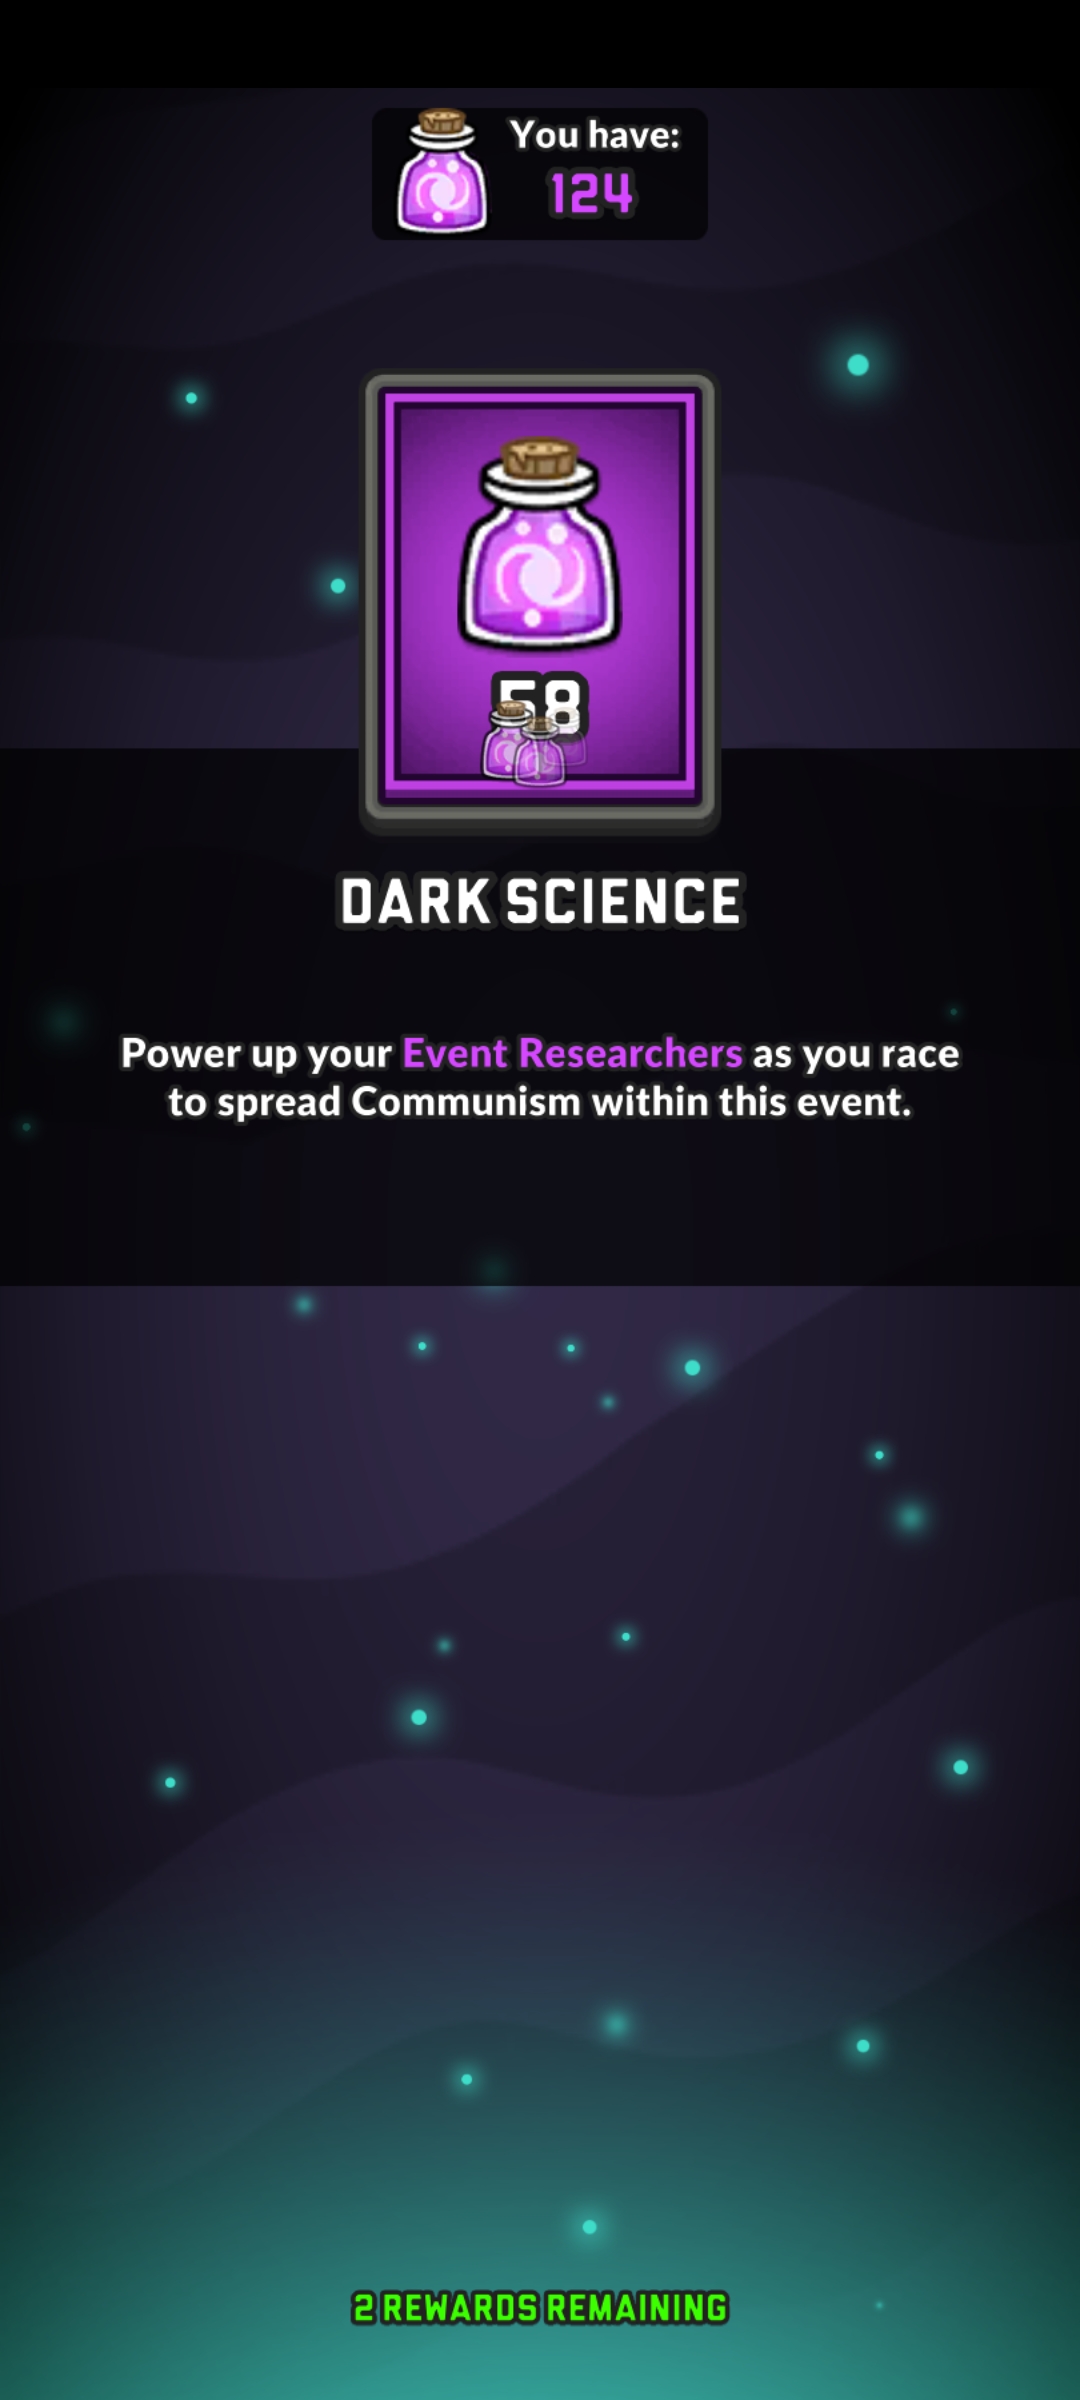 You have:
124
58
DARK SCIENCE
Power up your Event Researchers as you race
to spread Communism within this event.
2 REWARDS REMAINING